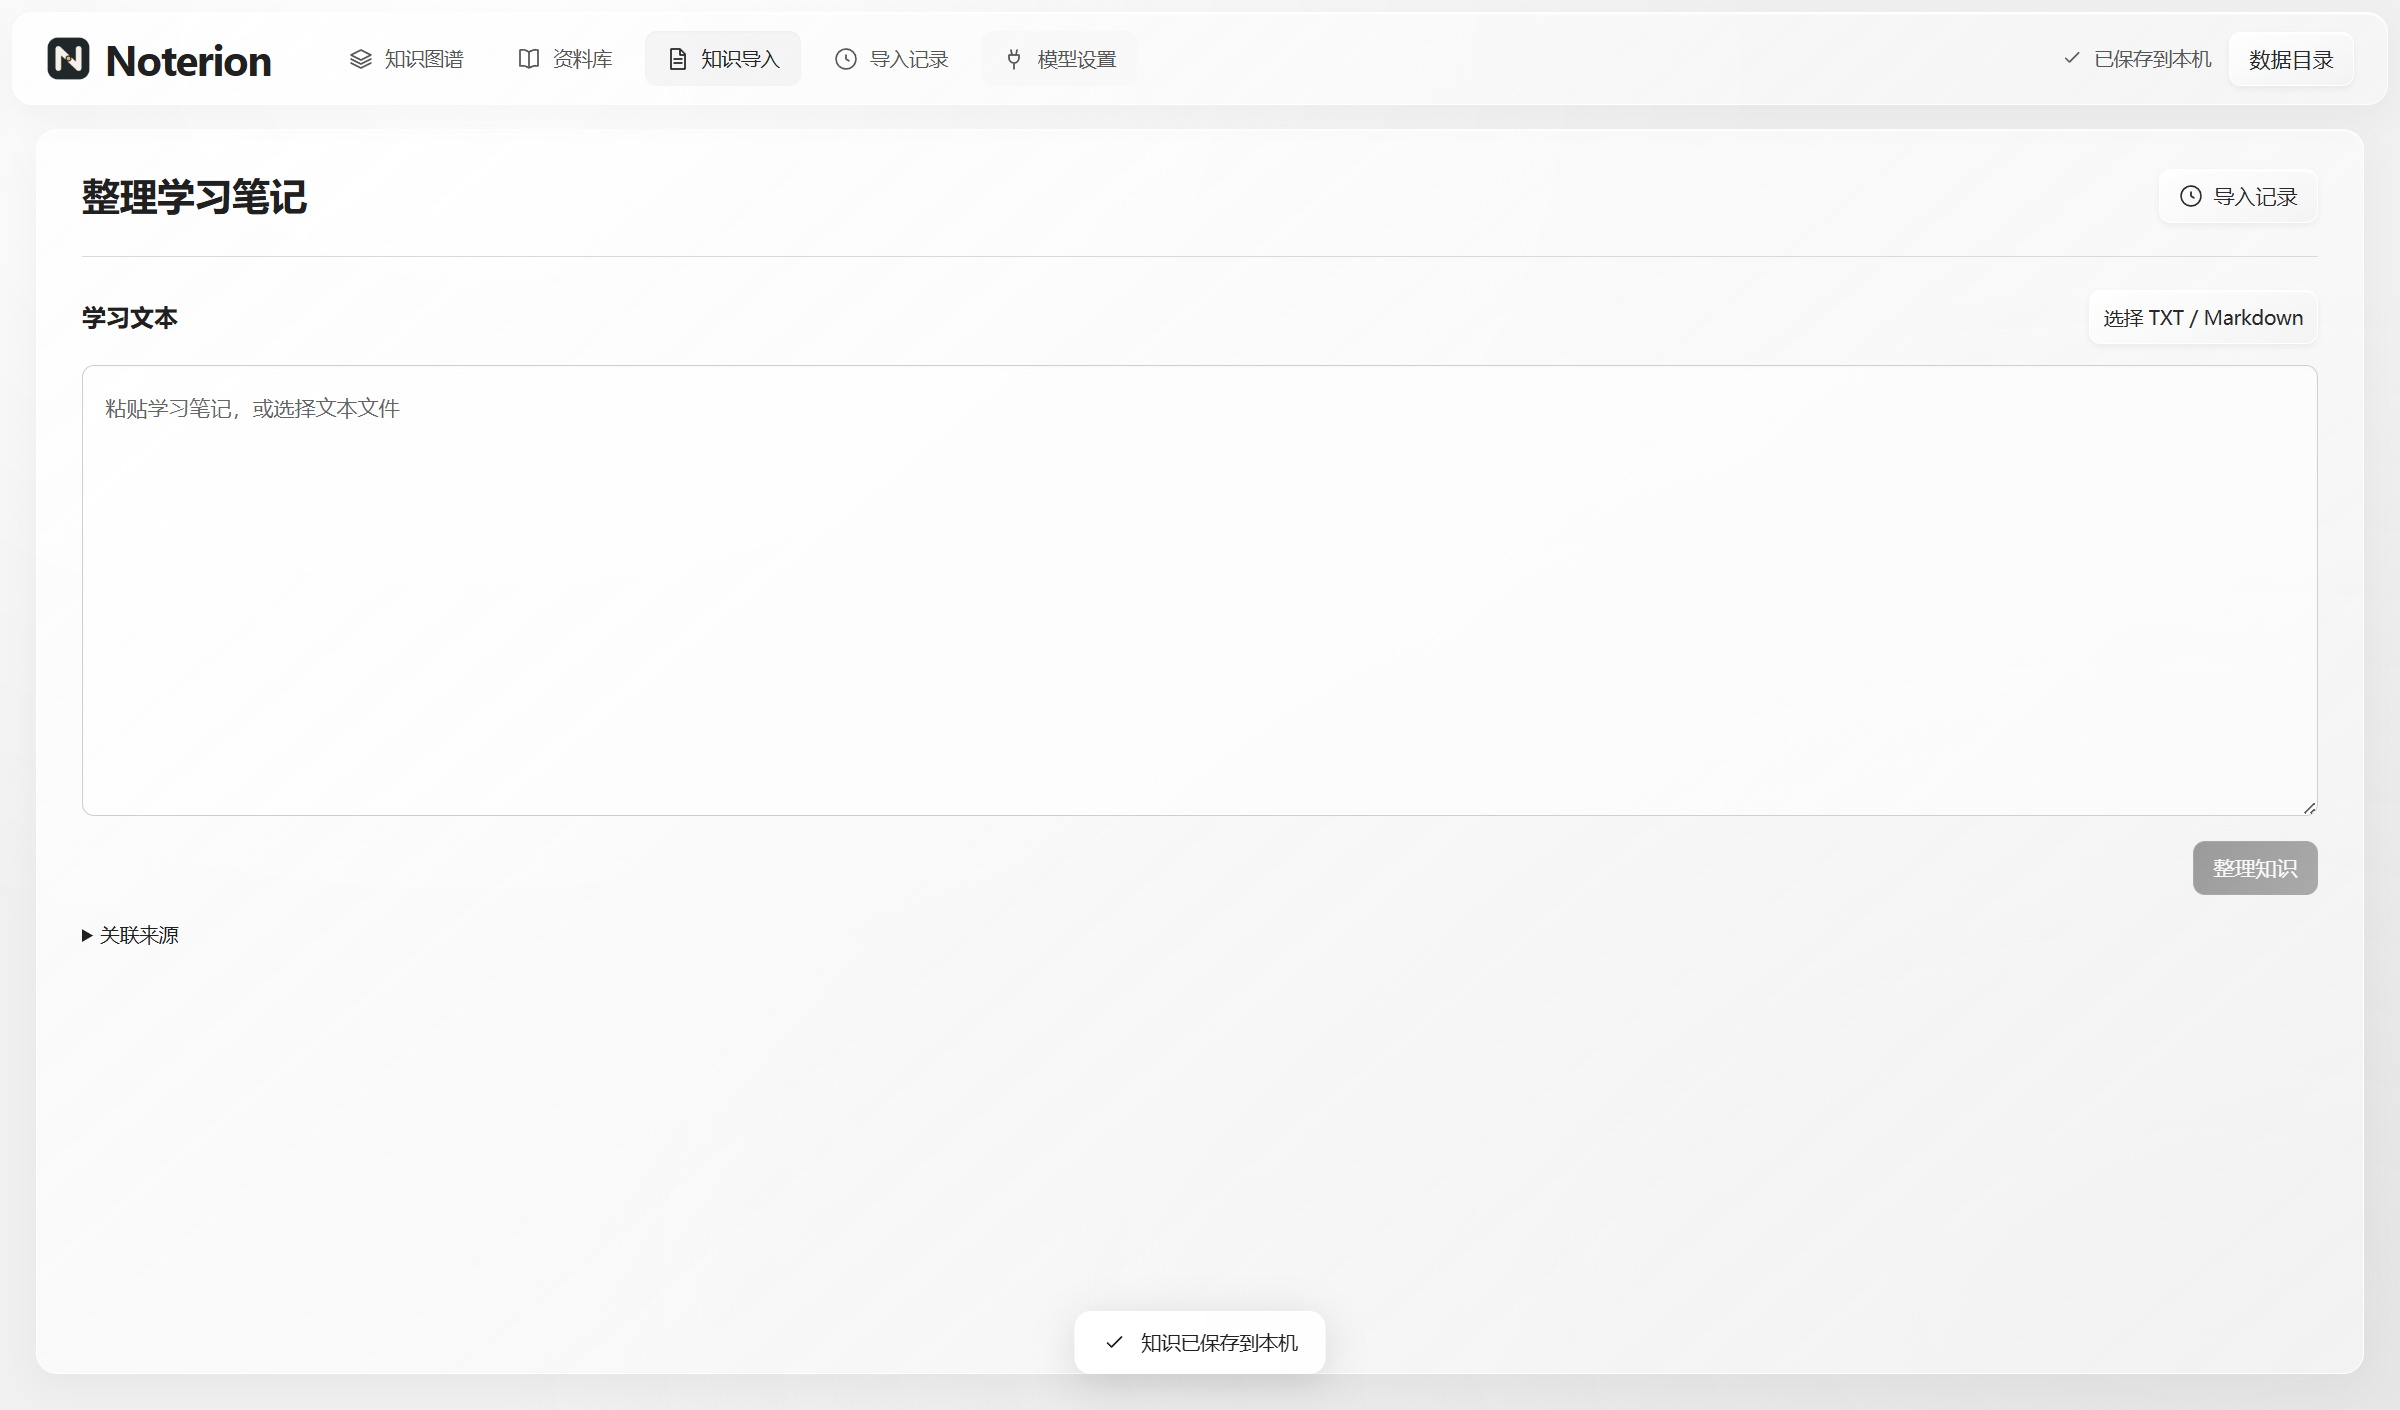 Noterion 知识图谱 资料库 知识导入 导入记录 模型设置 已保存到本机 数据目录
整理学习笔记 导入记录
学习文本 选择 TXT / Markdown
粘贴学习笔记，或选择文本文件
整理知识
关联来源
知识已保存到本机